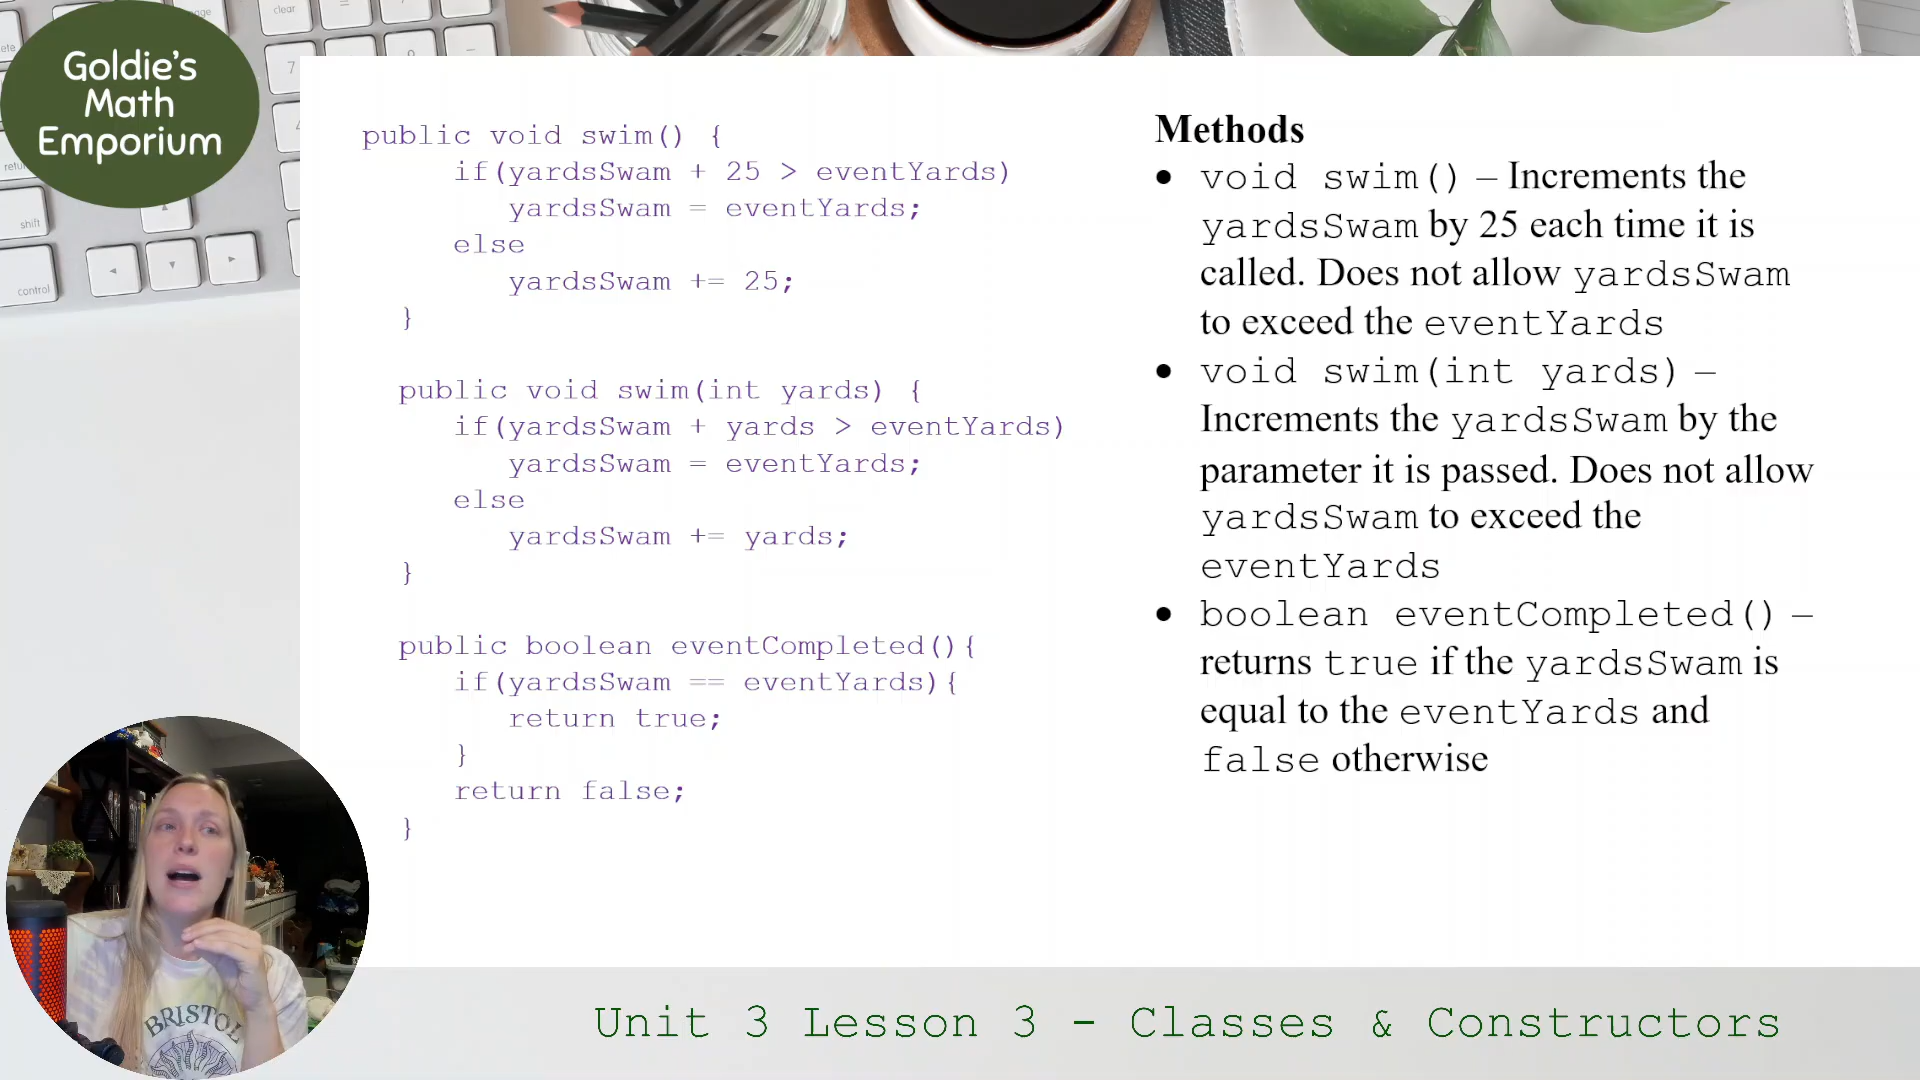 Goldie's
Math
Emporium
clear
7
shift
control
public void swim() {
if(yardsSwam + 25 > eventYards)
yardsSwam = eventYards;
else
yardsSwam += 25;
}
public void swim(int yards) {
if(yardsSwam + yards > eventYards)
yardsSwam = eventYards;
else
yardsSwam += yards;
}
public boolean eventCompleted(){
if(yardsSwam == eventYards){
return true;
}
return false;
}
Methods
• void swim() – Increments the
yardsSwam by 25 each time it is
called. Does not allow yardsSwam
to exceed the eventYards
• void swim(int yards) –
Increments the yardsSwam by the
parameter it is passed. Does not allow
yardsSwam to exceed the
eventYards
• boolean eventCompleted() –
returns true if the yardsSwam is
equal to the eventYards and
false otherwise
BRISTOL
Unit 3 Lesson 3 - Classes & Constructors